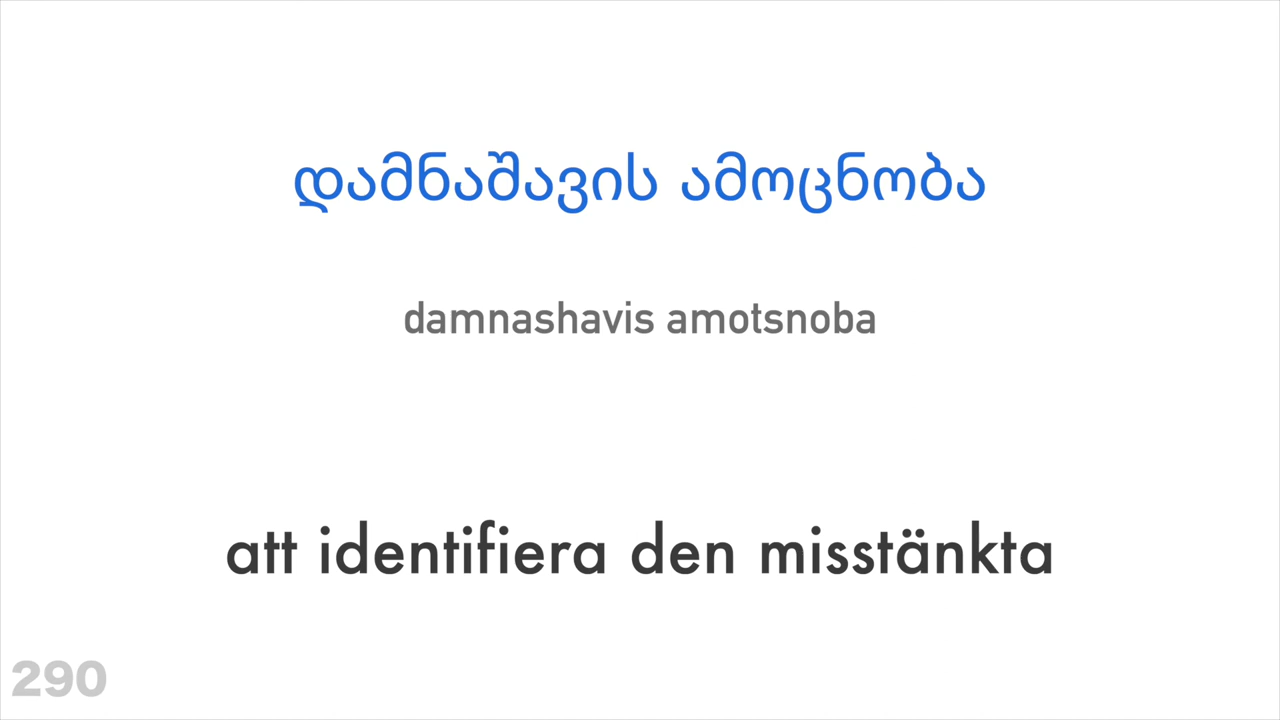 დამნაშავის ამოცნობა
damnashavis amotsnoba
att identifiera den misstänkta
290